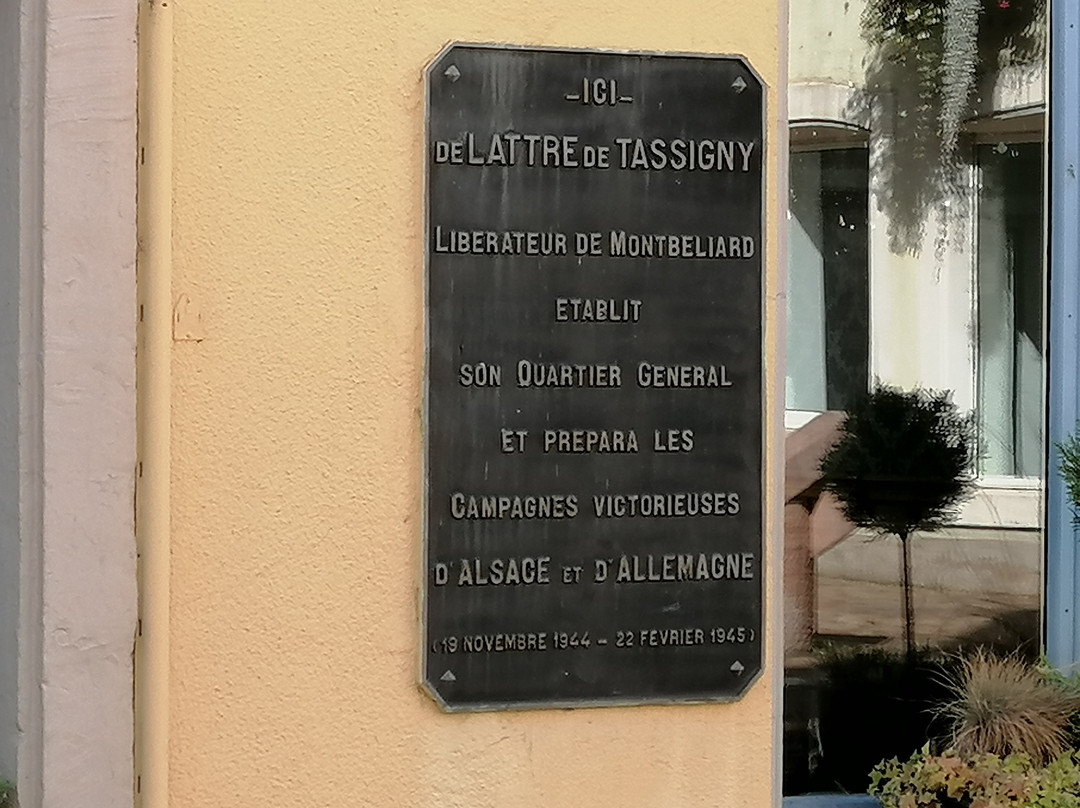 –ICI–
DE LATTRE DE TASSIGNY
LIBERATEUR DE MONTBELIARD
ETABLIT
SON QUARTIER GENERAL
ET PREPARA LES
CAMPAGNES VICTORIEUSES
D'ALSACE ET D'ALLEMAGNE
(19 NOVEMBRE 1944 – 22 FÉVRIER 1945)